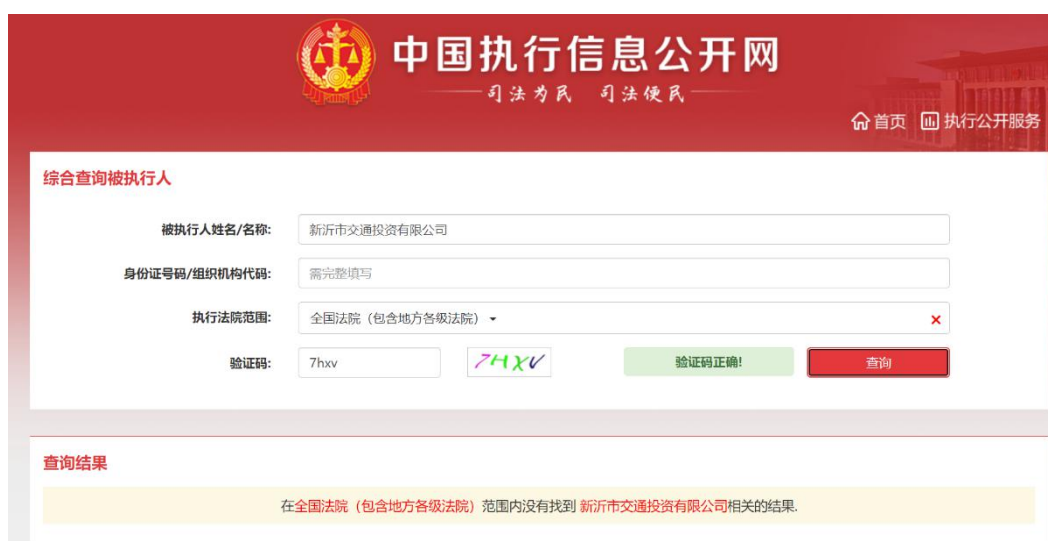 中国执行信息公开网
司法为民 司法便民
首页 执行公开服务
综合查询被执行人
被执行人姓名/名称: 新沂市交通投资有限公司
身份证号码/组织机构代码: 需完整填写
执行法院范围: 全国法院（包含地方各级法院）
验证码: 7hxv 7HXV 验证码正确! 查询
查询结果
在全国法院（包含地方各级法院）范围内没有找到 新沂市交通投资有限公司相关的结果.